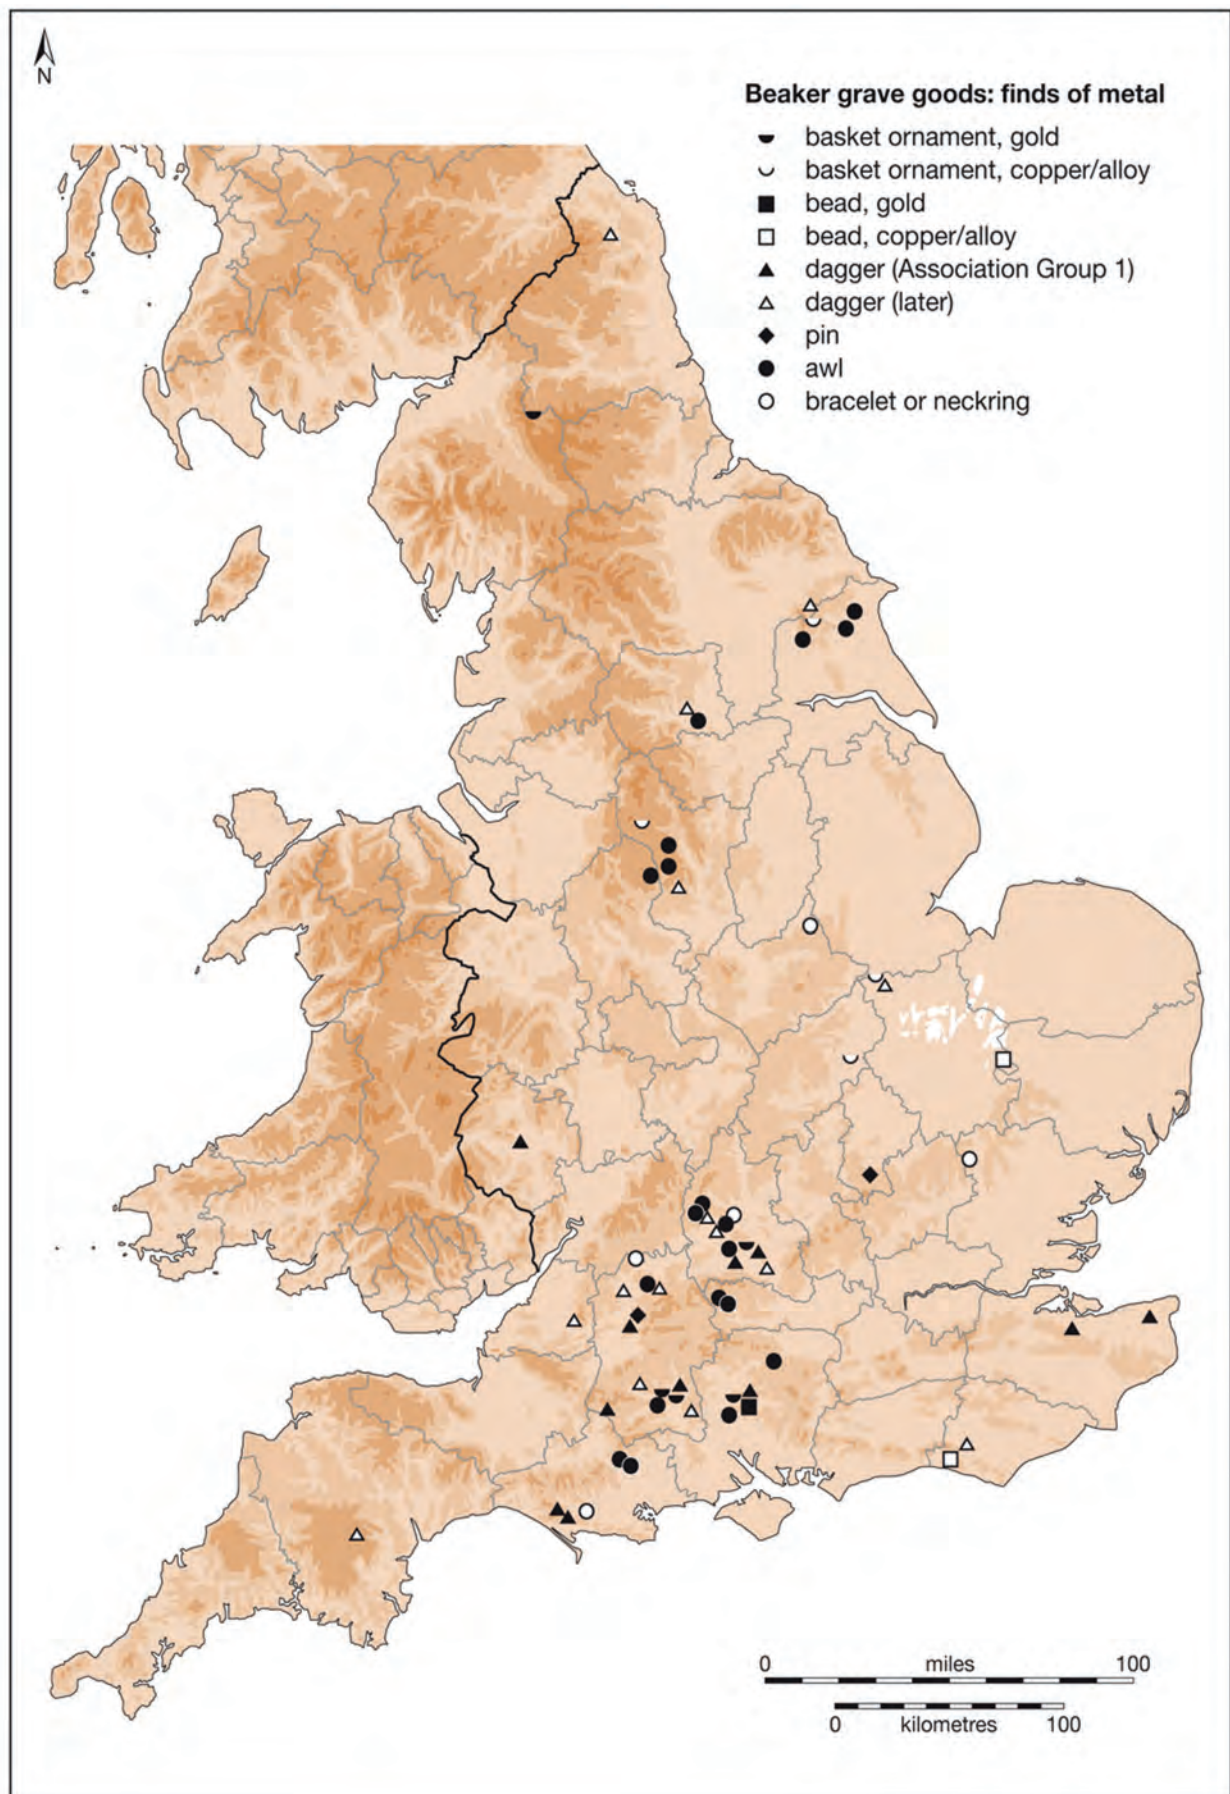 N
Beaker grave goods: finds of metal
basket ornament, gold
basket ornament, copper/alloy
bead, gold
bead, copper/alloy
dagger (Association Group 1)
dagger (later)
pin
awl
bracelet or neckring
0 miles 100
0 kilometres 100